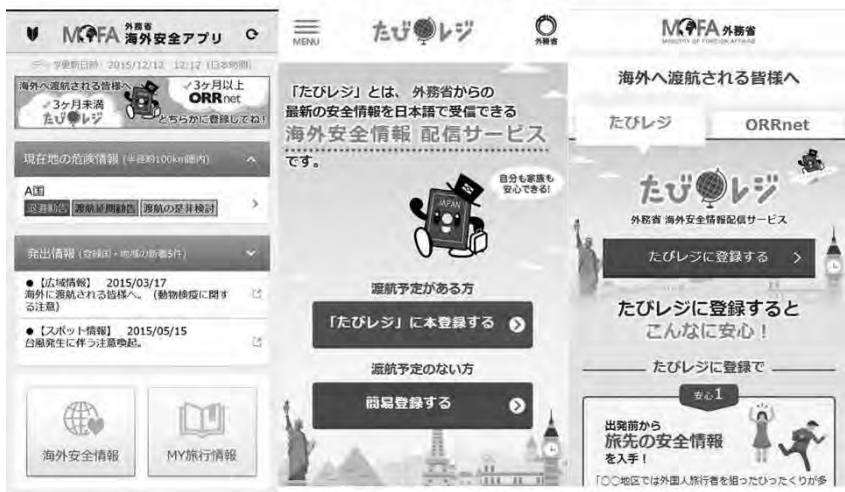 MOFA 外務省
海外安全アプリ
データ更新日時 2015/12/12 12:12 (日本時間)
海外へ渡航される皆様へ
✓3ヶ月未満
たびレジ
✓3ヶ月以上
ORRnet
どちらかに登録してね!
現在地の危険情報 (半径約100km圏内)
A国
退避勧告 渡航延期勧告 渡航の是非検討
発出情報 (登録国・地域の新着5件)
●【広域情報】 2015/03/17
海外に渡航される皆様へ。(動物検疫に関す
る注意)
●【スポット情報】 2015/05/15
台風発生に伴う注意喚起。
海外安全情報
MY旅行情報
MENU
たびレジ
外務省
「たびレジ」とは、外務省からの
最新の安全情報を日本語で受信できる
海外安全情報 配信サービス
です。
自分も家族も
安心できる!
JAPAN
渡航予定がある方
「たびレジ」に本登録する
渡航予定のない方
簡易登録する
MOFA 外務省
MINISTRY OF FOREIGN AFFAIRS
海外へ渡航される皆様へ
たびレジ
ORRnet
たびレジ
外務省 海外安全情報配信サービス
たびレジに登録する
たびレジに登録すると
こんなに安心!
たびレジに登録で
安心1
出発前から
旅先の安全情報
を入手!
「○○地区では外国人旅行者を狙ったひったくりが多